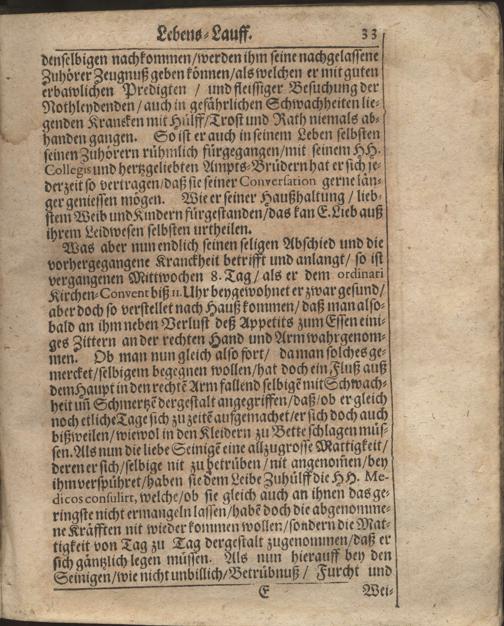 Lebens-Lauff. 33
denselbigen nachkommen/werden ihm seine nachgelassene
Zuhörer Zeugnuß geben können/als welchen er mit guten
erbawlichen Predigten / und fleissiger Besuchung der
Nothleydenden/auch in gefährlichen Schwachheiten lie-
genden Krancken mit Hülff/Trost und Rath niemals ab-
handen gangen. So ist er auch in seinem Leben selbsten
seinen Zuhörern rühmlich fürgegangen/mit seinem HH.
Collegis und hertzgeliebten Ampts-Brüdern hat er sich je-
derzeit so vertragen/daß sie seiner Conversation gerne län-
ger geniessen mögen. Wie er seiner Haußhaltung / lieb-
stem Weib und Kindern fürgestanden/das kan E. Lieb auß
ihrem Leidwesen selbsten urtheilen.
Was aber nun endlich seinen seligen Abschied und die
vorhergegangene Kranckheit betrifft und anlangt/ so ist
vergangenen Mittwochen 8. Tag/als er dem ordinari
Kirchen-Convent biß 11. Uhr beygewohnet er zwar gesund/
aber doch so verstellet nach Hauß kommen/daß man also-
bald an ihm neben Verlust deß Appetits zum Essen eini-
ges Zittern an der rechten Hand und Arm wahrgenom-
men. Ob man nun gleich also fort/ da man solches ge-
mercket/selbigem begegnen wollen/hat doch ein Fluß auß
dem Haupt in den rechtē Arm fallend selbigē mit Schwach-
heit uñ Schmertzē dergestalt angegriffen/daß/ob er gleich
noch etliche Tage sich zu zeitē aufgemachet/er sich doch auch
bißweilen/wievol in den Kleidern zu Bette schlagen müs-
sen. Als nun die liebe Seinigē eine allzugrosse Mattigkeit/
deren er sich/selbige nit zu betrüben/nit angenom̃en/bey
ihm verspühret/haben sie dem Leibe Zuhülff die HH. Me-
dicos consulirt, welche/ob sie gleich auch an ihnen das ge-
ringste nicht ermangeln lassen/habē doch die abgenomme-
ne Kräfften nit wieder kommen wollen/sondern die Mat-
tigkeit von Tag zu Tag dergestalt zugenommen/daß er
sich gäntzlich legen müssen. Als nun hierauff bey den
Seinigen/wie nicht unbillich/Betrübnuß / Furcht und
E Wei-